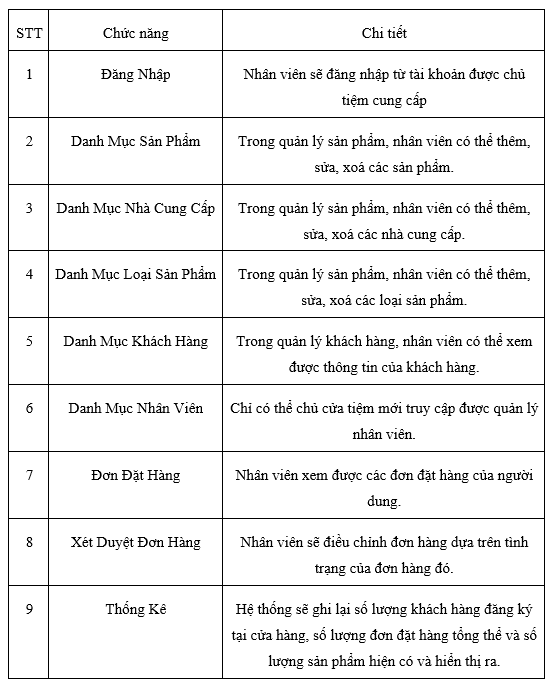 STT Chức năng Chi tiết
1 Đăng Nhập Nhân viên sẽ đăng nhập từ tài khoản được chủ
tiệm cung cấp
2 Danh Mục Sản Phẩm Trong quản lý sản phẩm, nhân viên có thể thêm,
sửa, xoá các sản phẩm.
3 Danh Mục Nhà Cung Cấp Trong quản lý sản phẩm, nhân viên có thể thêm,
sửa, xoá các nhà cung cấp.
4 Danh Mục Loại Sản Phẩm Trong quản lý sản phẩm, nhân viên có thể thêm,
sửa, xoá các loại sản phẩm.
5 Danh Mục Khách Hàng Trong quản lý khách hàng, nhân viên có thể xem
được thông tin của khách hàng.
6 Danh Mục Nhân Viên Chỉ có thể chủ cửa tiệm mới truy cập được quản lý
nhân viên.
7 Đơn Đặt Hàng Nhân viên xem được các đơn đặt hàng của người
dung.
8 Xét Duyệt Đơn Hàng Nhân viên sẽ điều chỉnh đơn hàng dựa trên tình
trạng của đơn hàng đó.
9 Thống Kê Hệ thống sẽ ghi lại số lượng khách hàng đăng ký
tại cửa hàng, số lượng đơn đặt hàng tổng thể và số
lượng sản phẩm hiện có và hiển thị ra.